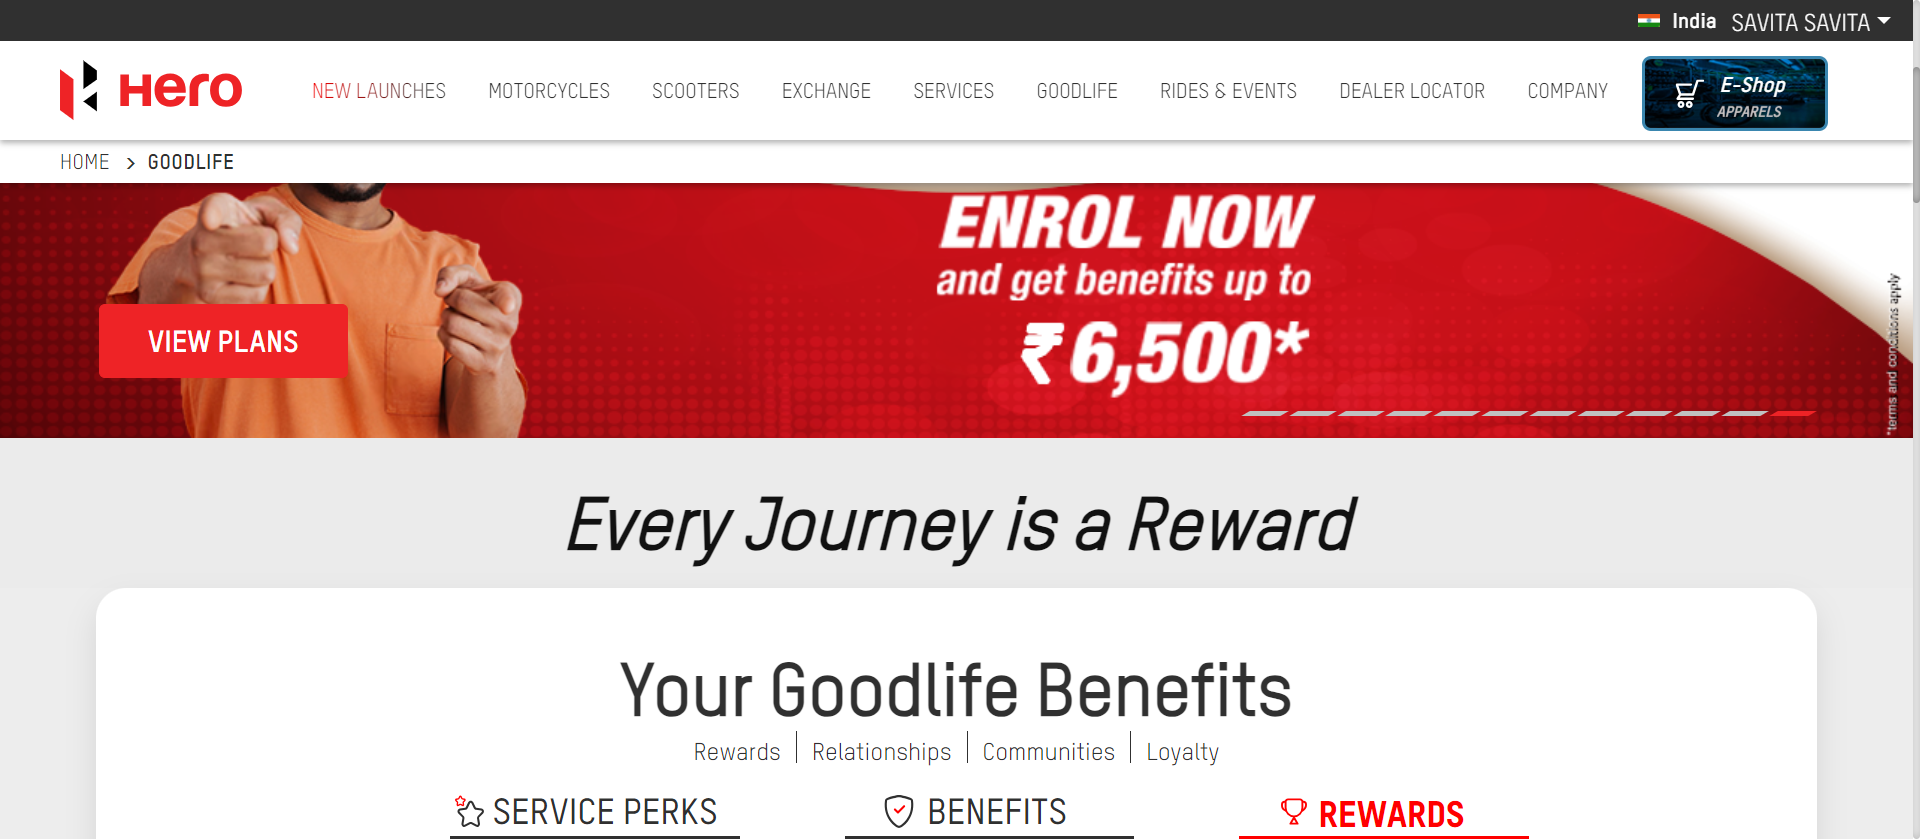 India SAVITA SAVITA
Hero NEW LAUNCHES MOTORCYCLES SCOOTERS EXCHANGE SERVICES GOODLIFE RIDES & EVENTS DEALER LOCATOR COMPANY E-Shop
APPARELS
HOME > GOODLIFE
ENROL NOW
and get benefits up to
₹6,500*
VIEW PLANS
*terms and conditions apply
Every Journey is a Reward
Your Goodlife Benefits
Rewards | Relationships | Communities | Loyalty
SERVICE PERKS BENEFITS REWARDS